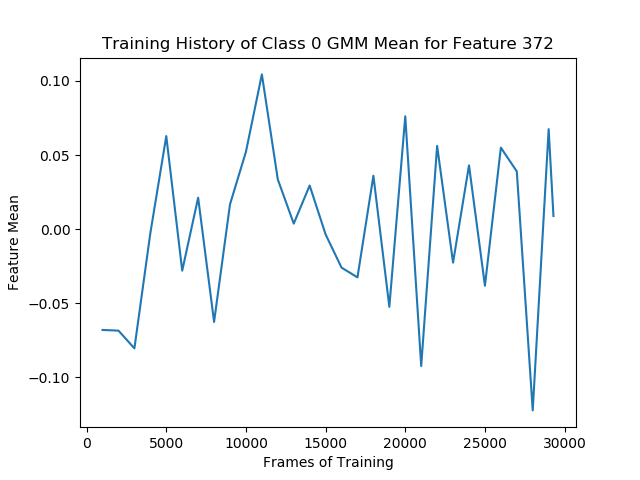 Training History of Class 0 GMM Mean for Feature 372
0.10
0.05
0.00
−0.05
−0.10
Feature Mean
0 5000 10000 15000 20000 25000 30000
Frames of Training